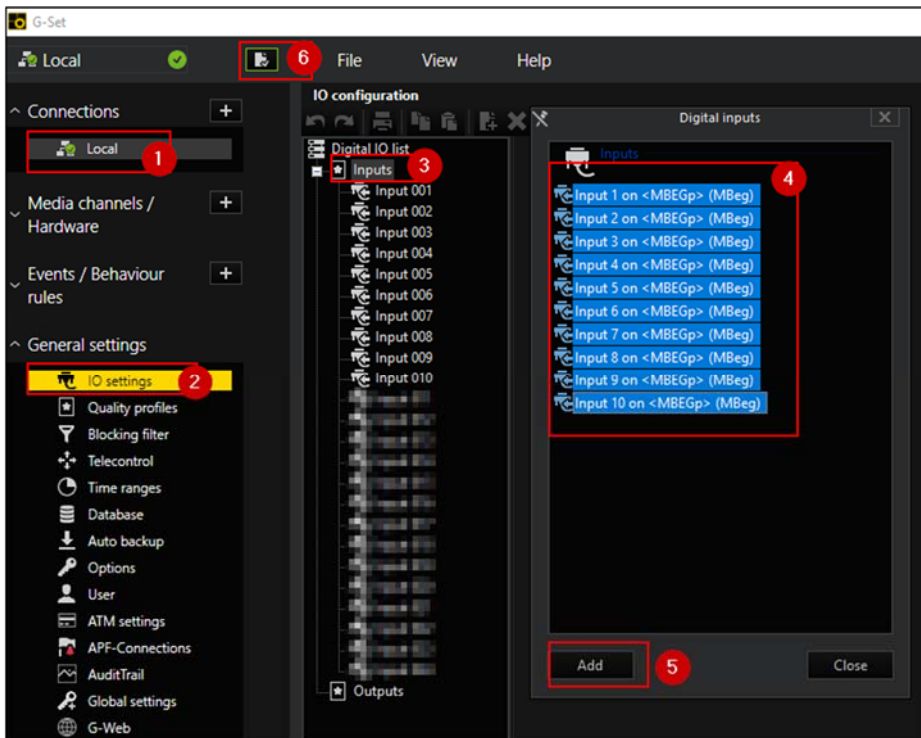 G-Set
Local
6
File
View
Help
Connections
+
Local
1
Media channels /
Hardware
+
Events / Behaviour
rules
+
General settings
IO settings
2
Quality profiles
Blocking filter
Telecontrol
Time ranges
Database
Auto backup
Options
User
ATM settings
APF-Connections
AuditTrail
Global settings
G-Web
IO configuration
Digital IO list
Inputs
3
Input 001
Input 002
Input 003
Input 004
Input 005
Input 006
Input 007
Input 008
Input 009
Input 010
Outputs
Digital inputs
Inputs
4
Input 1 on <MBEGp> (MBeg)
Input 2 on <MBEGp> (MBeg)
Input 3 on <MBEGp> (MBeg)
Input 4 on <MBEGp> (MBeg)
Input 5 on <MBEGp> (MBeg)
Input 6 on <MBEGp> (MBeg)
Input 7 on <MBEGp> (MBeg)
Input 8 on <MBEGp> (MBeg)
Input 9 on <MBEGp> (MBeg)
Input 10 on <MBEGp> (MBeg)
Add
5
Close